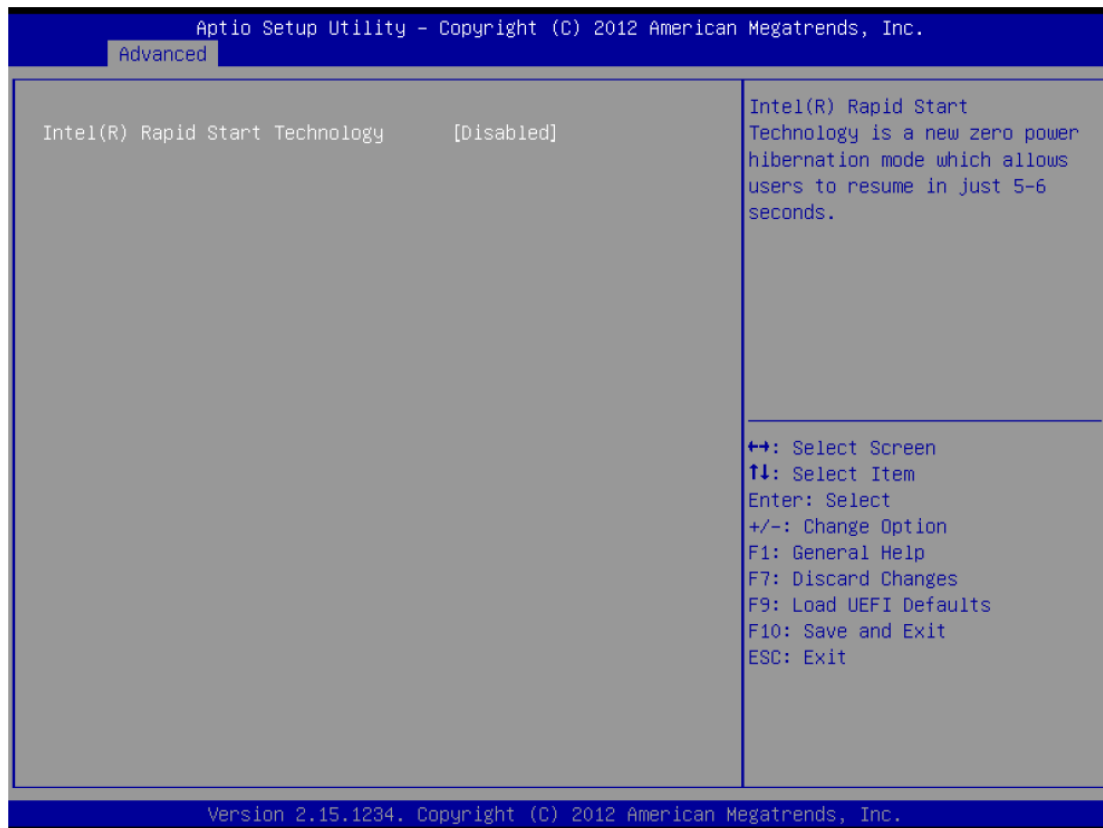 Aptio Setup Utility – Copyright (C) 2012 American Megatrends, Inc.
Advanced
Intel(R) Rapid Start Technology [Disabled]
Intel(R) Rapid Start
Technology is a new zero power
hibernation mode which allows
users to resume in just 5-6
seconds.
↔: Select Screen
↑↓: Select Item
Enter: Select
+/-: Change Option
F1: General Help
F7: Discard Changes
F9: Load UEFI Defaults
F10: Save and Exit
ESC: Exit
Version 2.15.1234. Copyright (C) 2012 American Megatrends, Inc.